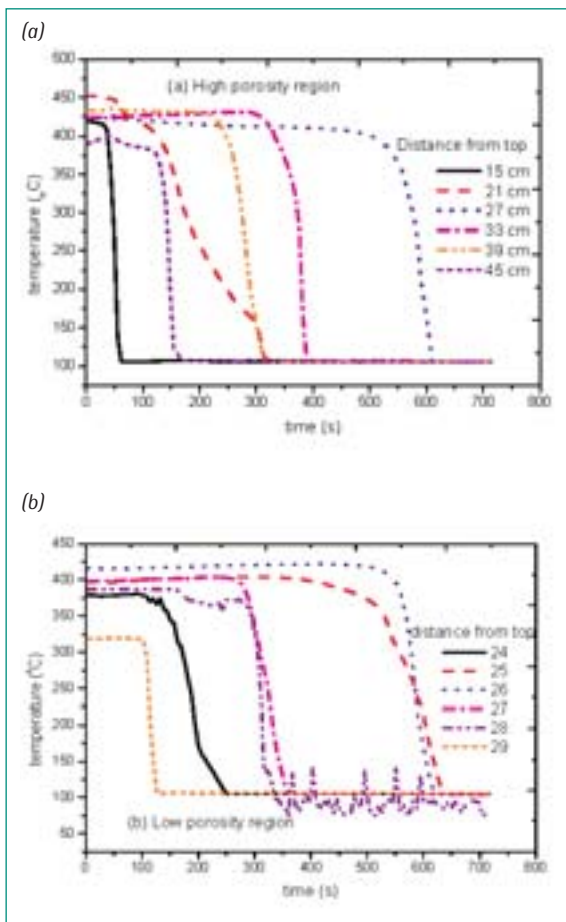 (a)
500
450
400
350
300
250
200
150
100
temperature (°C)
(a) High porosity region
Distance from top
15 cm
21 cm
27 cm
33 cm
39 cm
45 cm
0 100 200 300 400 500 600 700 800
time (s)
(b)
450
400
350
300
250
200
150
100
50
temperature (°C)
distance from top
24
25
26
27
28
29
(b) Low porosity region
0 100 200 300 400 500 600 700 800
time (s)